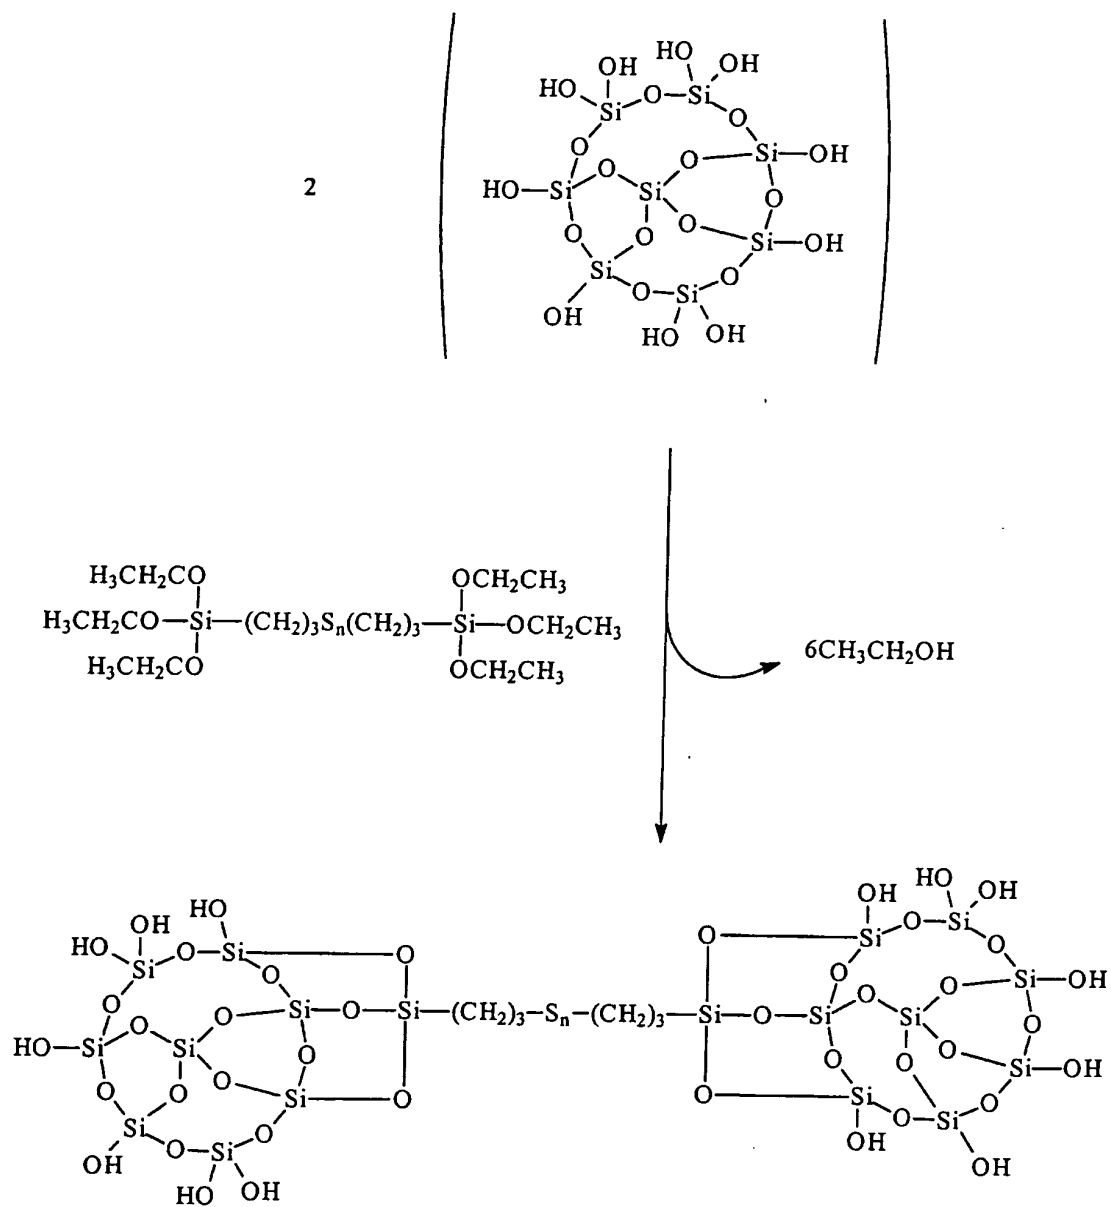 HO OH
OH
HO Si O Si OH
O O
O Si OH
O O
HO Si Si O
2
O O O
Si Si OH
O Si O
OH
HO OH
H₃CH₂CO OCH₂CH₃
H₃CH₂CO—Si—(CH₂)₃Sₙ(CH₂)₃—Si—OCH₂CH₃
H₃CH₂CO OCH₂CH₃
6CH₃CH₂OH
HO OH OH HO OH
HO Si O Si O O Si O Si
O O O O
O O Si—O—Si—(CH₂)₃—Sₙ—(CH₂)₃—Si—O—Si O Si O Si OH
HO Si Si O O O O
O O O Si O O O Si O O Si OH
Si O Si O O Si O
OH HO OH OH OH